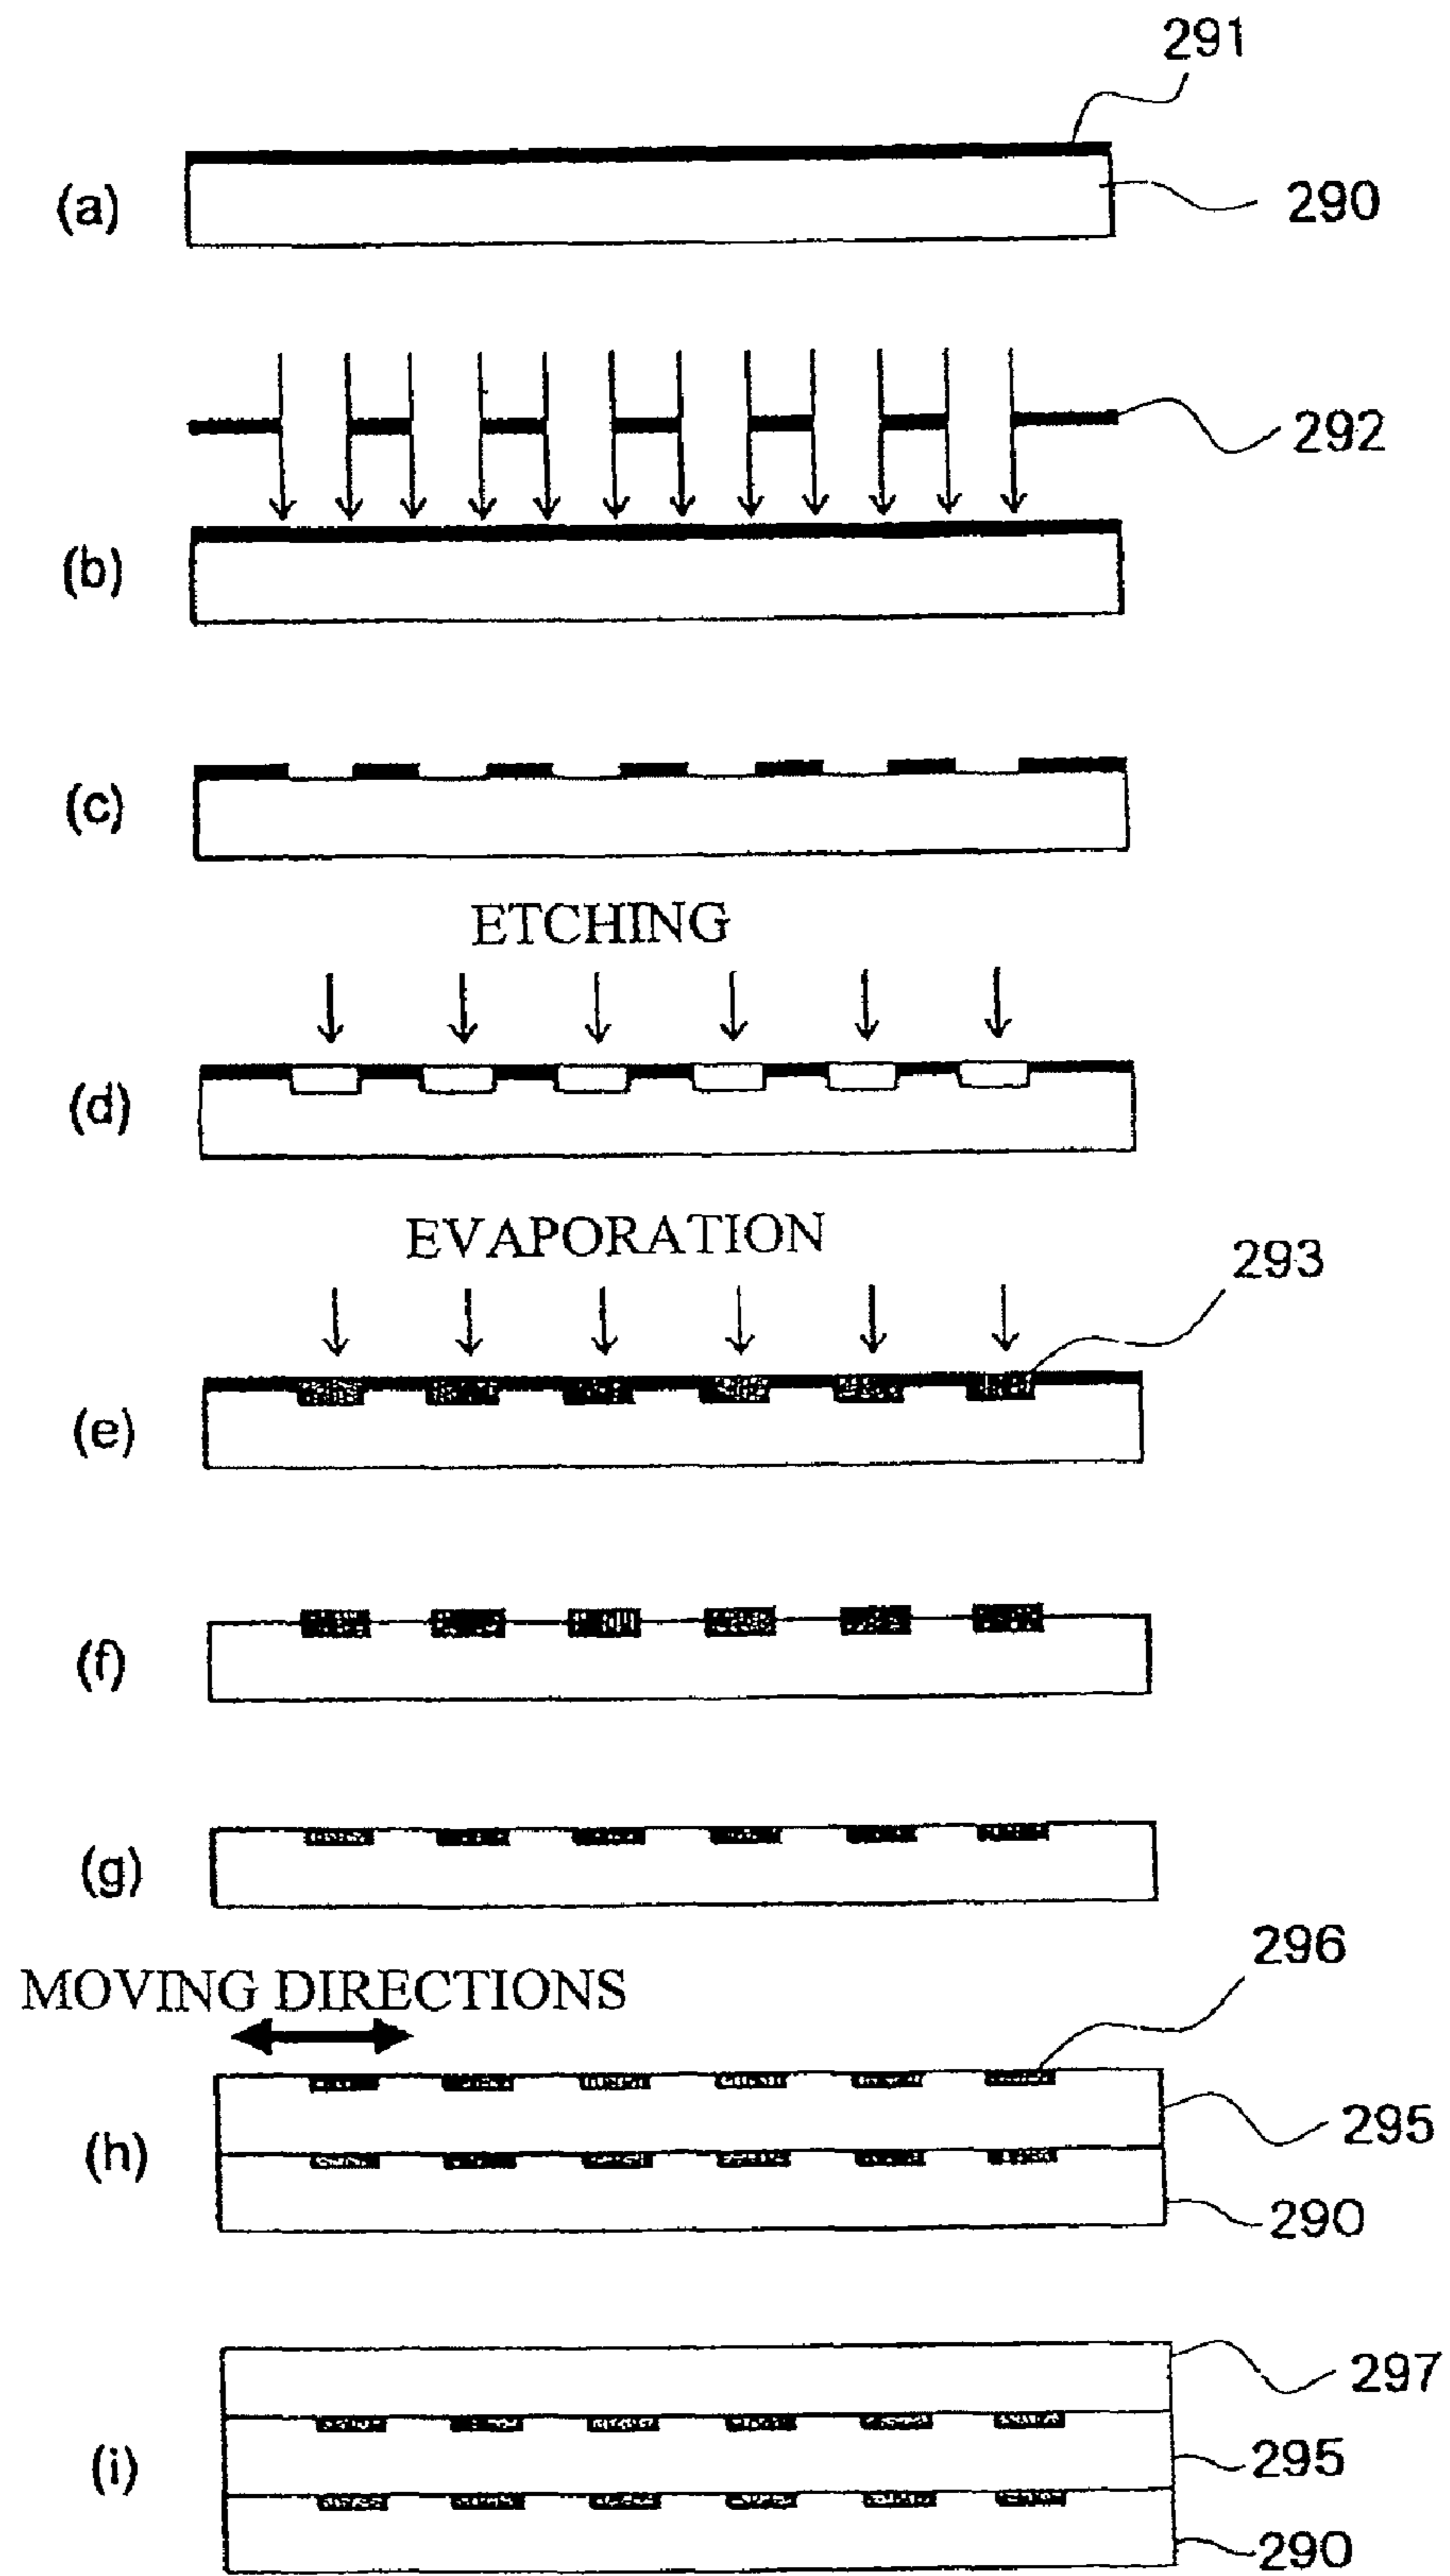 291
(a)
290
292
(b)
(c)
ETCHING
(d)
EVAPORATION
293
(e)
(f)
(g)
296
MOVING DIRECTIONS
295
(h)
290
297
(i)
295
290